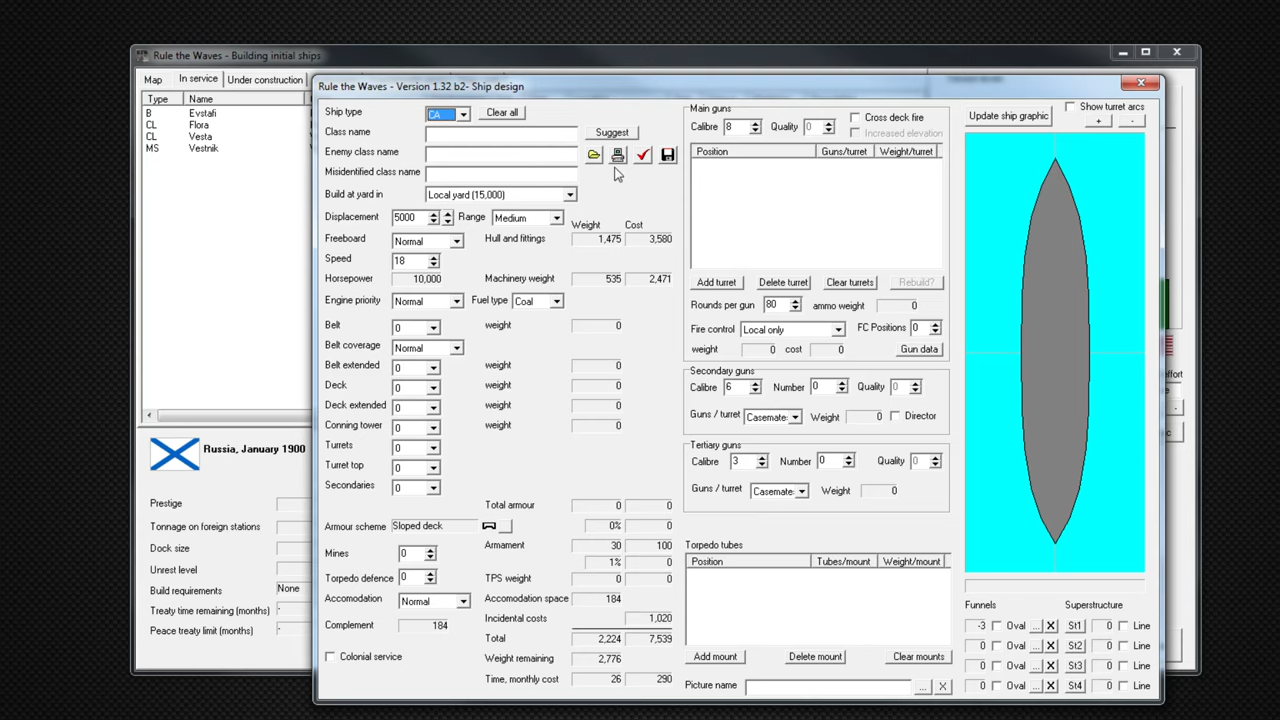 Rule the Waves - Building initial ships
Map In service Under construction
Type Name
B Evstafi
CL Flora
CL Vesta
MS Vestnik
Russia, January 1900
Prestige
Tonnage on foreign stations
Dock size
Unrest level
Build requirements None
Treaty time remaining (months) -
Peace treaty limit (months) -
effort
Rule the Waves - Version 1.32 b2- Ship design
Ship type CA Clear all
Class name Suggest
Enemy class name
Misidentified class name
Build at yard in Local yard (15,000)
Displacement 5000 Range Medium
Weight Cost
Freeboard Normal Hull and fittings 1,475 3,580
Speed 18
Horsepower 10,000 Machinery weight 535 2,471
Engine priority Normal Fuel type Coal
Belt 0 weight 0
Belt coverage Normal
Belt extended 0 weight 0
Deck 0 weight 0
Deck extended 0 weight 0
Conning tower 0 weight 0
Turrets 0
Turret top 0
Secondaries 0
Total armour 0 0
Armour scheme Sloped deck 0% 0
Armament 30 100
Mines 0 1% 0
Torpedo defence 0 TPS weight 0 0
Accomodation Normal Accomodation space 184
Incidental costs 1,020
Complement 184 Total 2,224 7,539
Colonial service Weight remaining 2,776
Time, monthly cost 26 290
Main guns
Calibre 8 Quality 0 Cross deck fire
Increased elevation
Position Guns/turret Weight/turret
Add turret Delete turret Clear turrets Rebuild?
Rounds per gun 80 ammo weight 0
Fire control Local only FC Positions 0
weight 0 cost 0 Gun data
Secondary guns
Calibre 6 Number 0 Quality 0
Guns / turret Casemate: Weight 0 Director
Tertiary guns
Calibre 3 Number 0 Quality 0
Guns / turret Casemate: Weight 0
Torpedo tubes
Position Tubes/mount Weight/mount
Add mount Delete mount Clear mounts
Picture name ... X
Update ship graphic Show turret arcs
+ -
Funnels Superstructure
-3 Oval ... X St1 0 Line
0 Oval ... X St2 0 Line
0 Oval ... X St3 0 Line
0 Oval ... X St4 0 Line